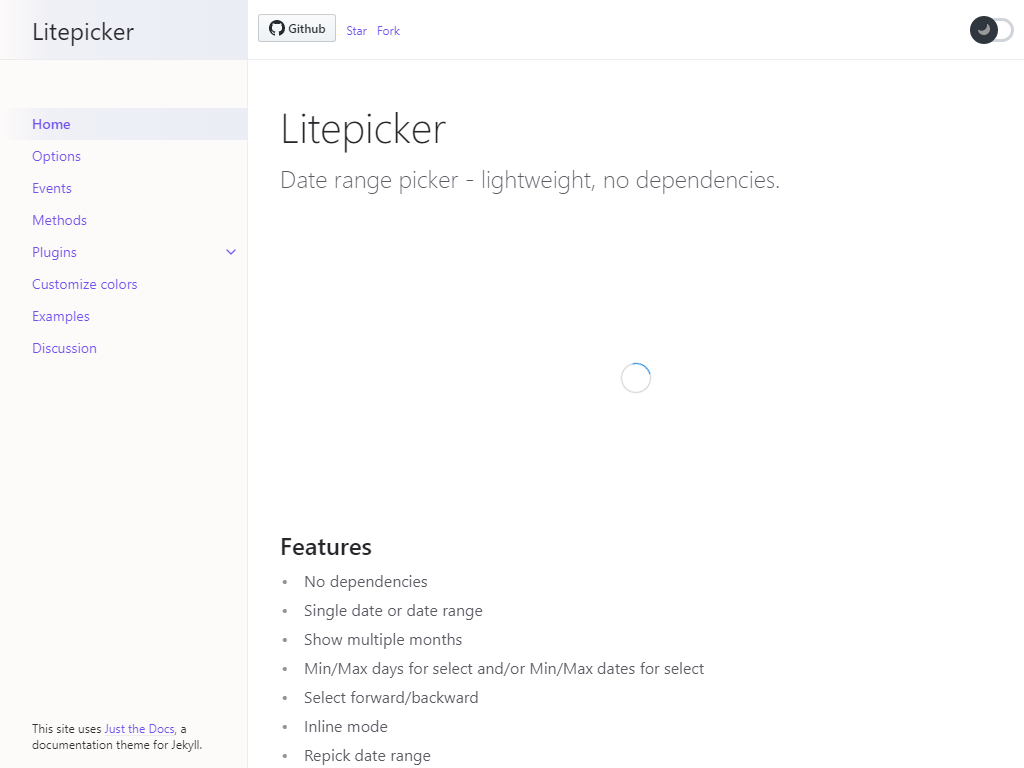 Litepicker
Github
Star
Fork
Home
Options
Events
Methods
Plugins
Customize colors
Examples
Discussion
This site uses Just the Docs, a
documentation theme for Jekyll.
Litepicker
Date range picker - lightweight, no dependencies.
Features
• No dependencies
• Single date or date range
• Show multiple months
• Min/Max days for select and/or Min/Max dates for select
• Select forward/backward
• Inline mode
• Repick date range